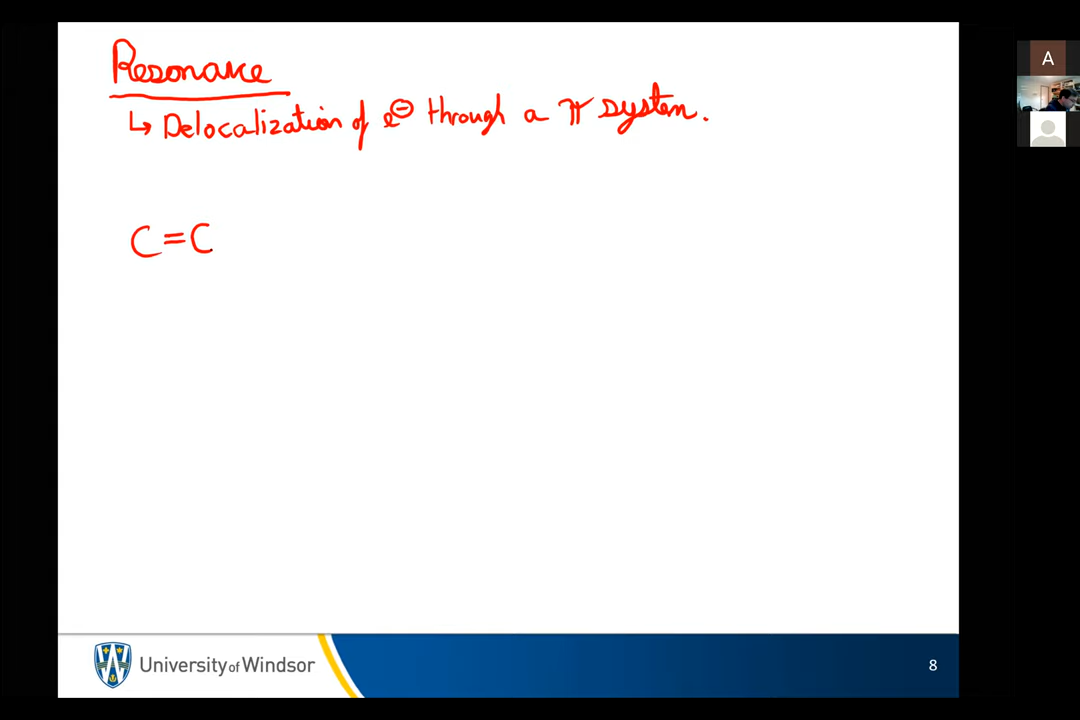 Resonance
↳ Delocalization of e⊖ through a π system.
C=C
University of Windsor
8
A